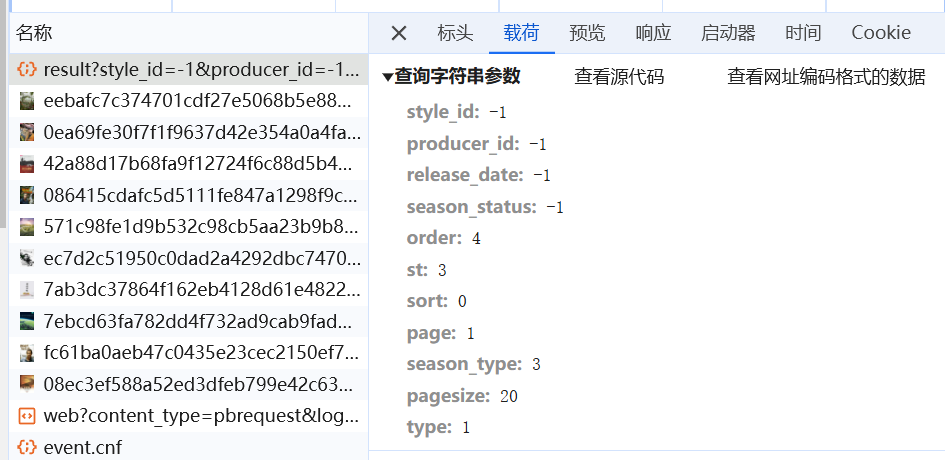 名称
result?style_id=-1&producer_id=-1...
eebafc7c374701cdf27e5068b5e88...
0ea69fe30f7f1f9637d42e354a0a4fa...
42a88d17b68fa9f12724f6c88d5b4...
086415cdafc5d5111fe847a1298f9c...
571c98fe1d9b532c98cb5aa23b9b8...
ec7d2c51950c0dad2a4292dbc7470...
7ab3dc37864f162eb4128d61e4822...
7ebcd63fa782dd4f732ad9cab9fad...
fc61ba0aeb47c0435e23cec2150ef7...
08ec3ef588a52ed3dfeb799e42c63...
web?content_type=pbrequest&log...
event.cnf
标头 载荷 预览 响应 启动器 时间 Cookie
▼查询字符串参数 查看源代码 查看网址编码格式的数据
style_id: -1
producer_id: -1
release_date: -1
season_status: -1
order: 4
st: 3
sort: 0
page: 1
season_type: 3
pagesize: 20
type: 1